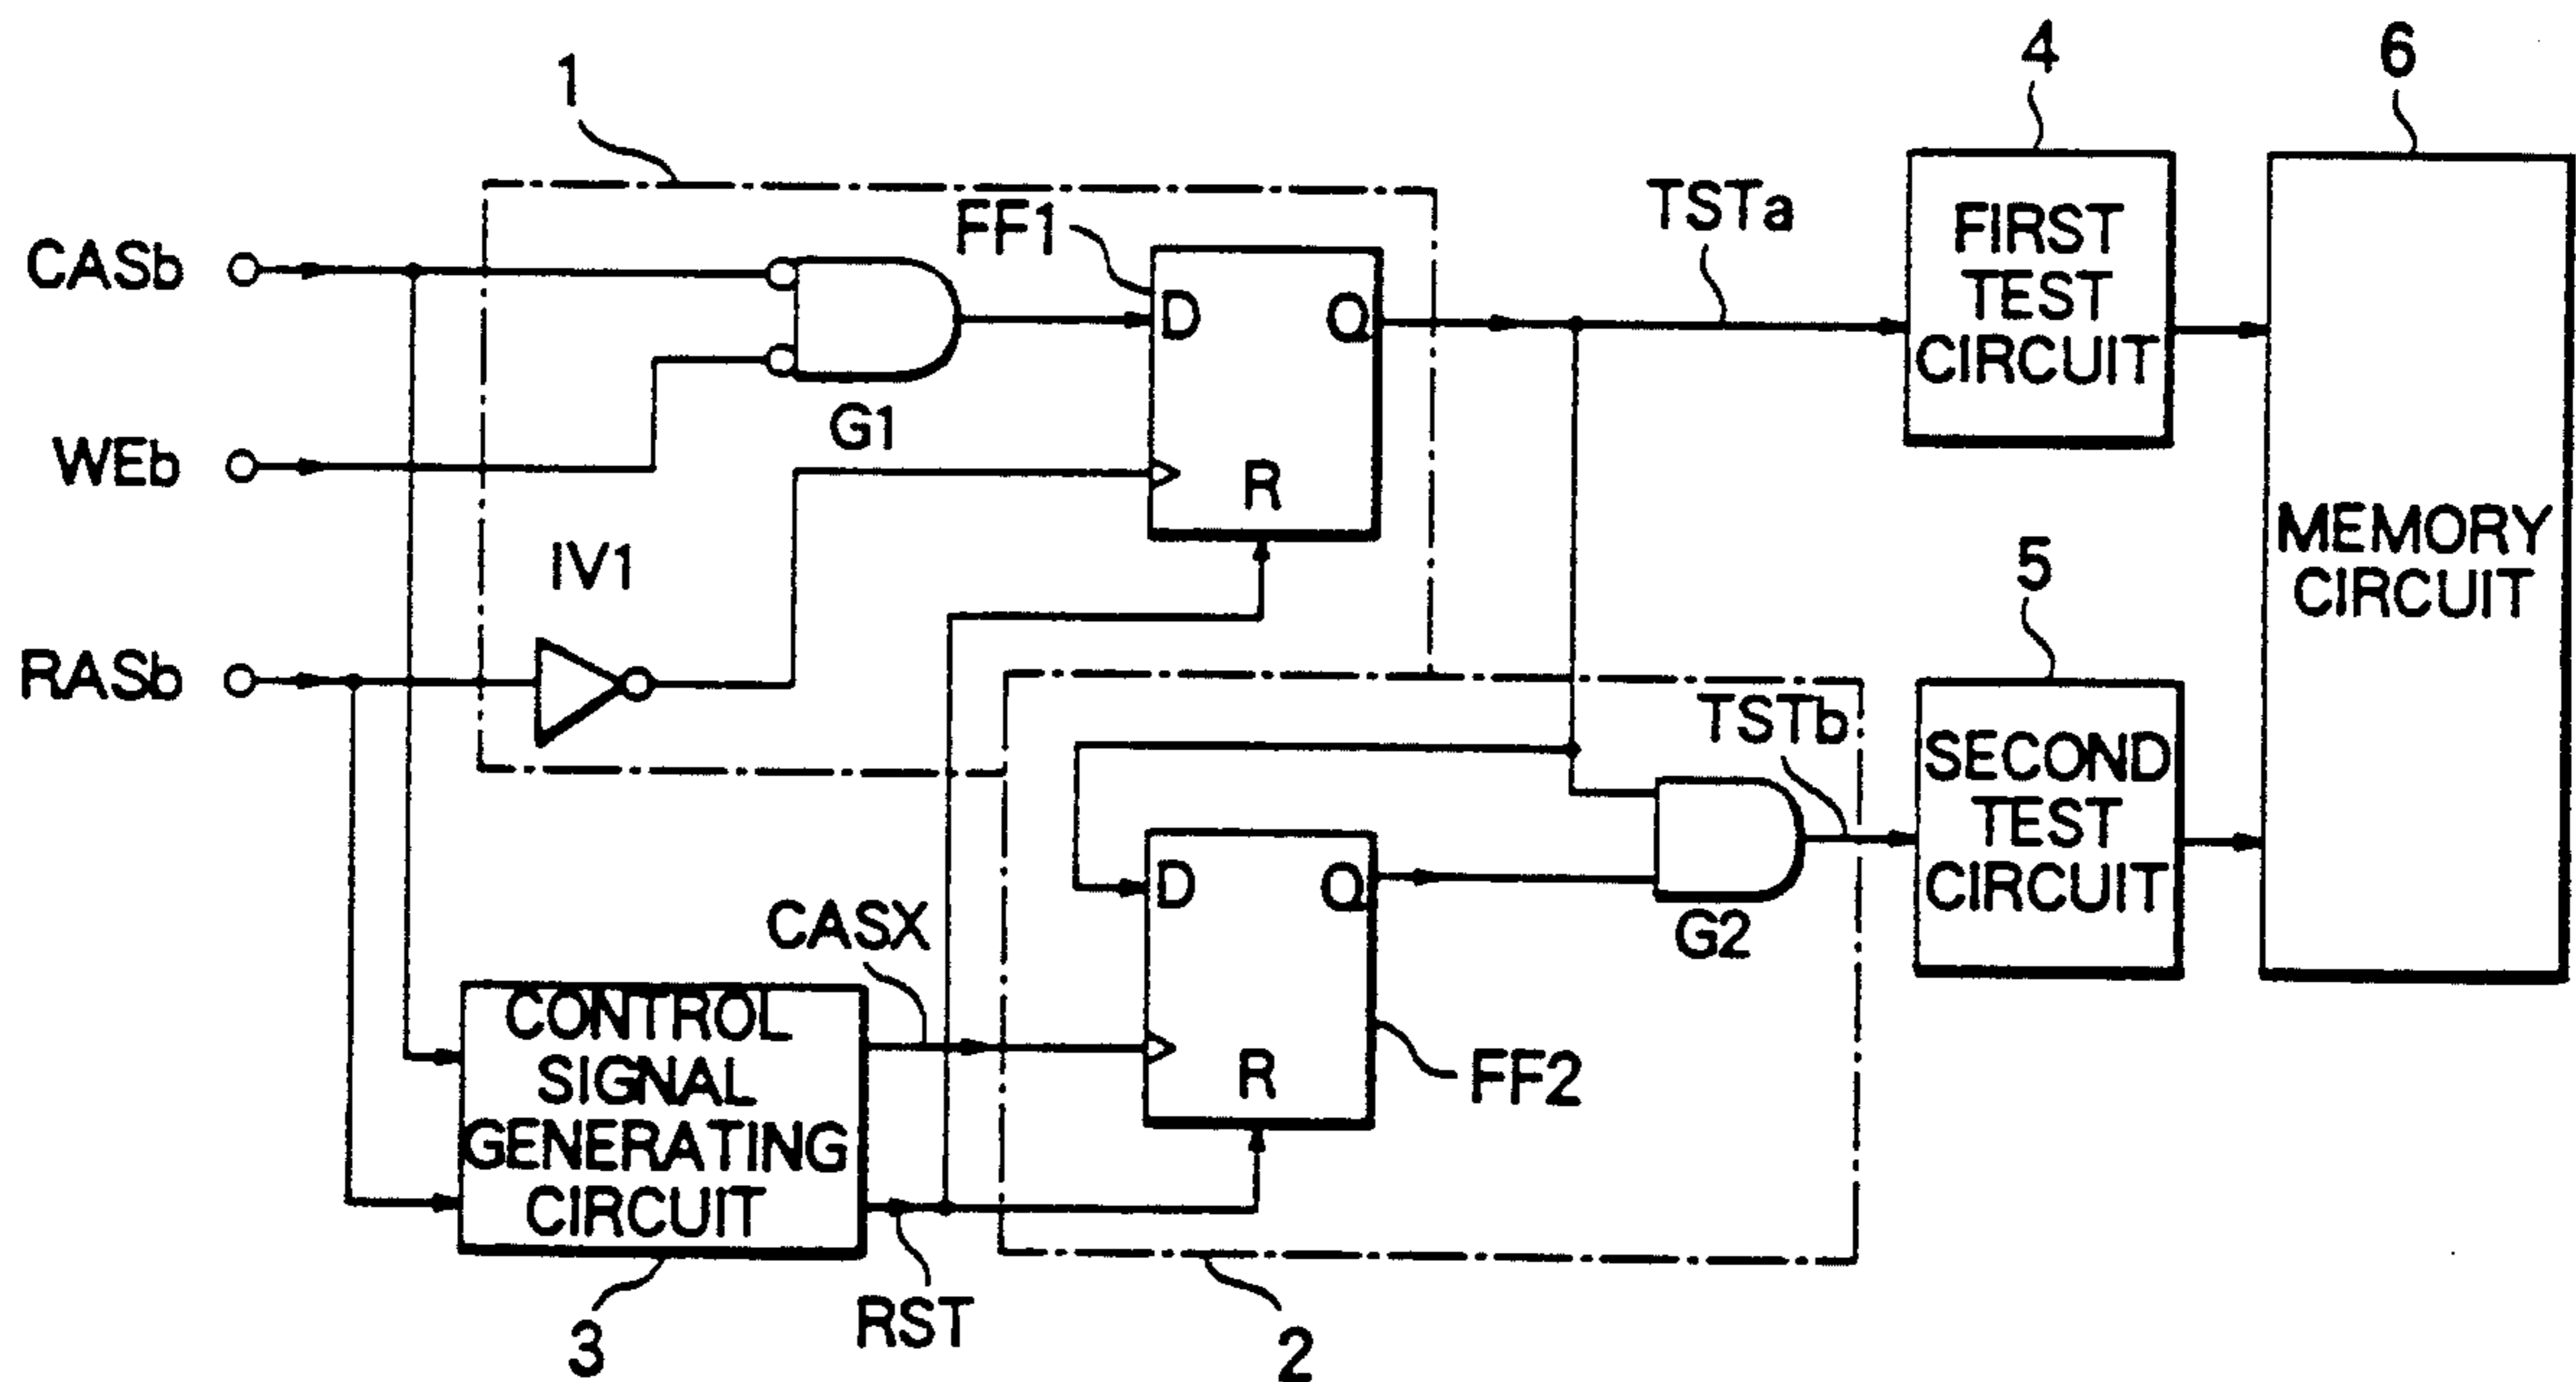 1
4
6
CASb
FF1
TSTa
FIRST
TEST
CIRCUIT
D
Q
G1
WEb
R
MEMORY
CIRCUIT
IV1
5
RASb
TSTb
SECOND
TEST
CIRCUIT
D
Q
CASX
G2
CONTROL
SIGNAL
GENERATING
CIRCUIT
R
FF2
RST
3
2